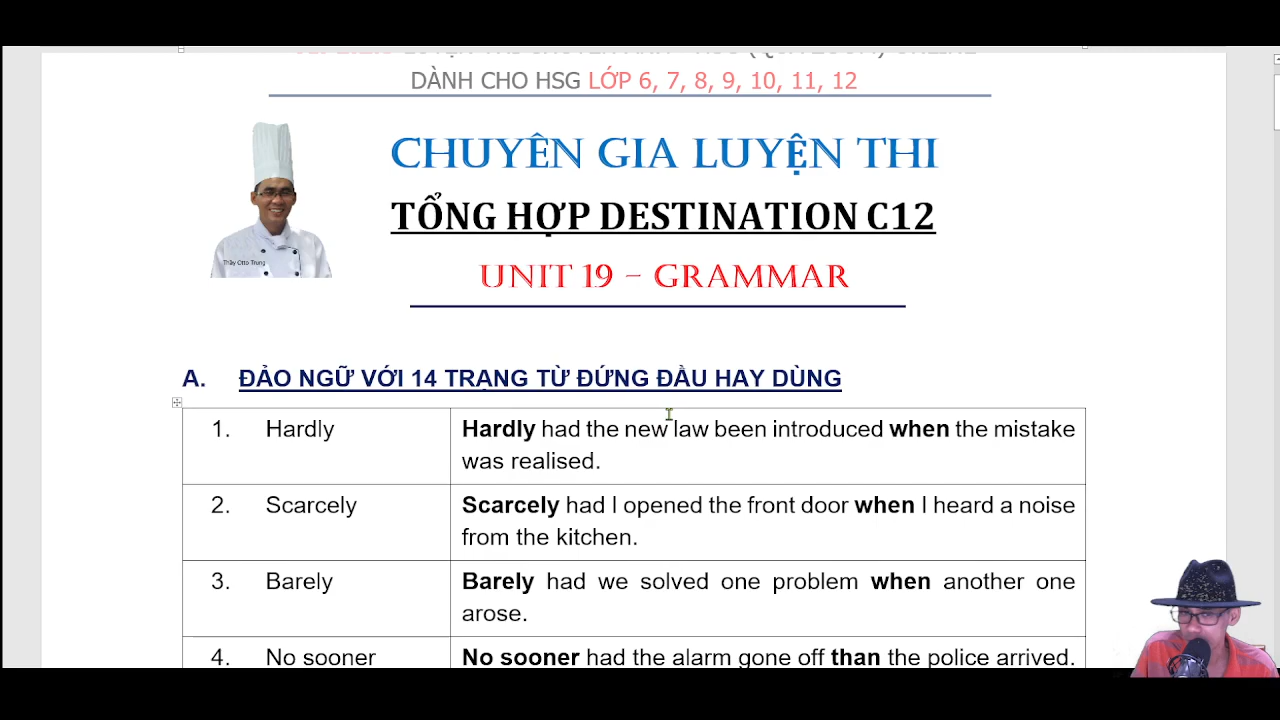 DÀNH CHO HSG LỚP 6, 7, 8, 9, 10, 11, 12
CHUYÊN GIA LUYỆN THI
TỔNG HỢP DESTINATION C12
UNIT 19 – GRAMMAR
Thầy Otto Trung
A. ĐẢO NGỮ VỚI 14 TRẠNG TỪ ĐỨNG ĐẦU HAY DÙNG
1. Hardly
Hardly had the new law been introduced when the mistake
was realised.
2. Scarcely
Scarcely had I opened the front door when I heard a noise
from the kitchen.
3. Barely
Barely had we solved one problem when another one
arose.
4. No sooner
No sooner had the alarm gone off than the police arrived.